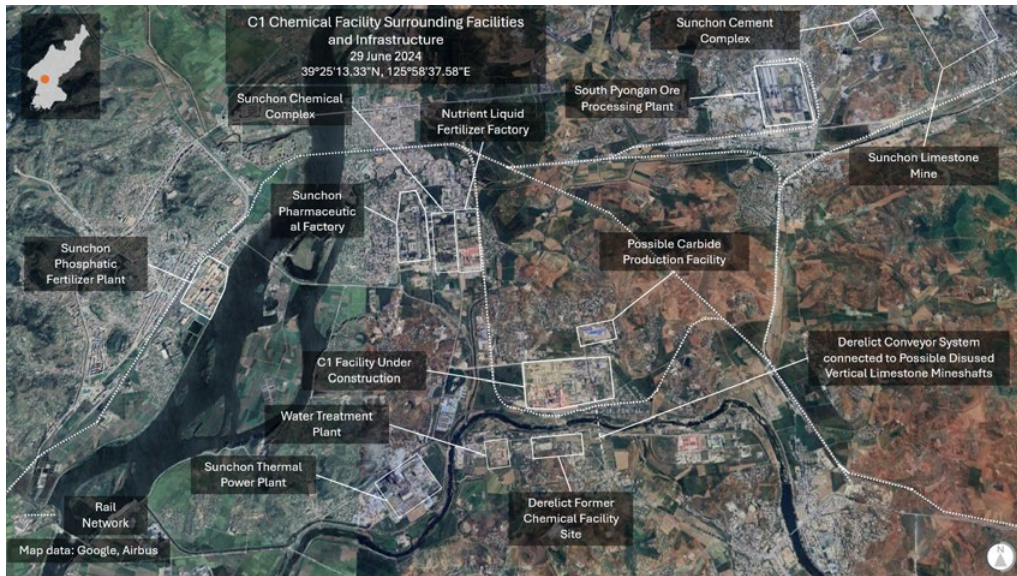 C1 Chemical Facility Surrounding Facilities
and Infrastructure
29 June 2024
39°25'13.33"N, 125°58'37.58"E
Sunchon Cement
Complex
South Pyongan Ore
Processing Plant
Sunchon Chemical
Complex
Nutrient Liquid
Fertilizer Factory
Sunchon Limestone
Mine
Sunchon
Pharmaceutic
al Factory
Sunchon
Phosphatic
Fertilizer Plant
Possible Carbide
Production Facility
C1 Facility Under
Construction
Derelict Conveyor System
connected to Possible Disused
Vertical Limestone Mineshafts
Water Treatment
Plant
Sunchon Thermal
Power Plant
Derelict Former
Chemical Facility
Site
Rail
Network
Map data: Google, Airbus
N